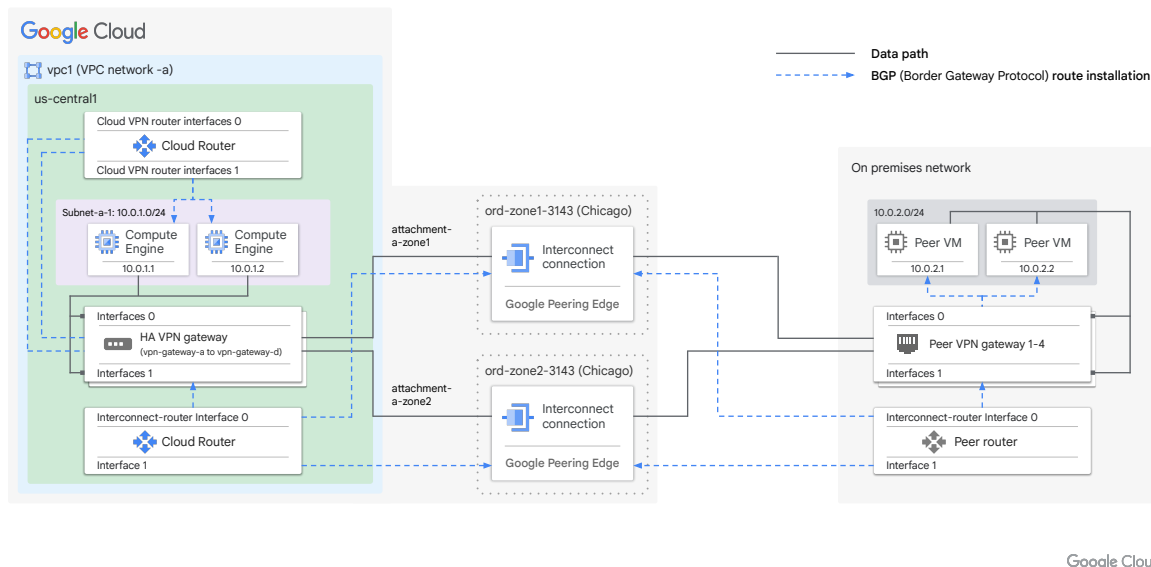 Google Cloud
vpc1 (VPC network -a)
us-central1
Cloud VPN router interfaces 0
Cloud Router
Cloud VPN router interfaces 1
Subnet-a-1: 10.0.1.0/24
Compute
Engine
10.0.1.1
Compute
Engine
10.0.1.2
Interfaces 0
HA VPN gateway
(vpn-gateway-a to vpn-gateway-d)
Interfaces 1
Interconnect-router Interface 0
Cloud Router
Interface 1
attachment-
a-zone1
attachment-
a-zone2
ord-zone1-3143 (Chicago)
Interconnect
connection
Google Peering Edge
ord-zone2-3143 (Chicago)
Interconnect
connection
Google Peering Edge
Data path
BGP (Border Gateway Protocol) route installation
On premises network
10.0.2.0/24
Peer VM
10.0.2.1
Peer VM
10.0.2.2
Interfaces 0
Peer VPN gateway 1-4
Interfaces 1
Interconnect-router Interface 0
Peer router
Interface 1
Google Clou